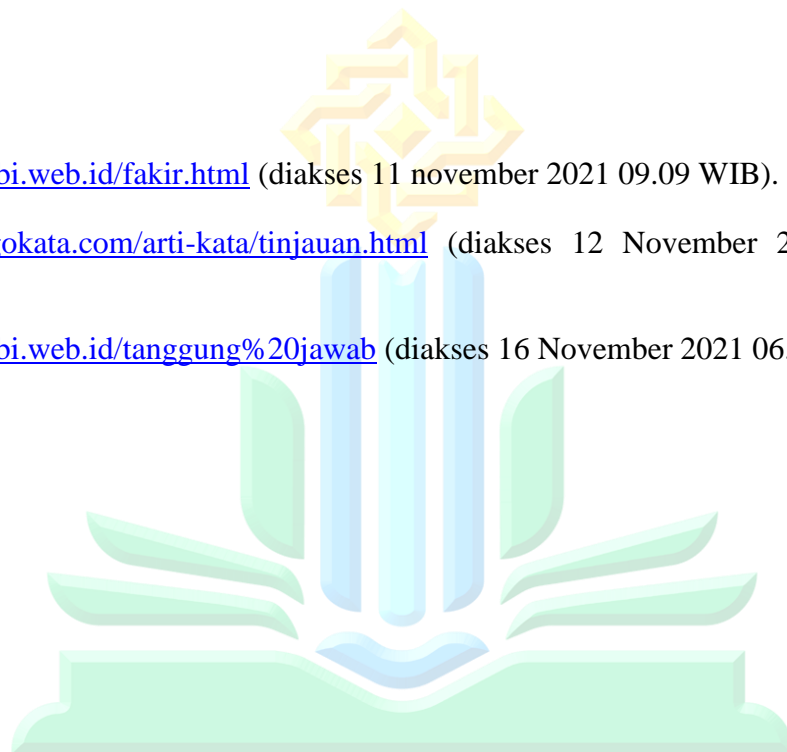 bi.web.id/fakir.html (diakses 11 november 2021 09.09 WIB).
gokata.com/arti-kata/tinjauan.html (diakses 12 November 2
bi.web.id/tanggung%20jawab (diakses 16 November 2021 06.